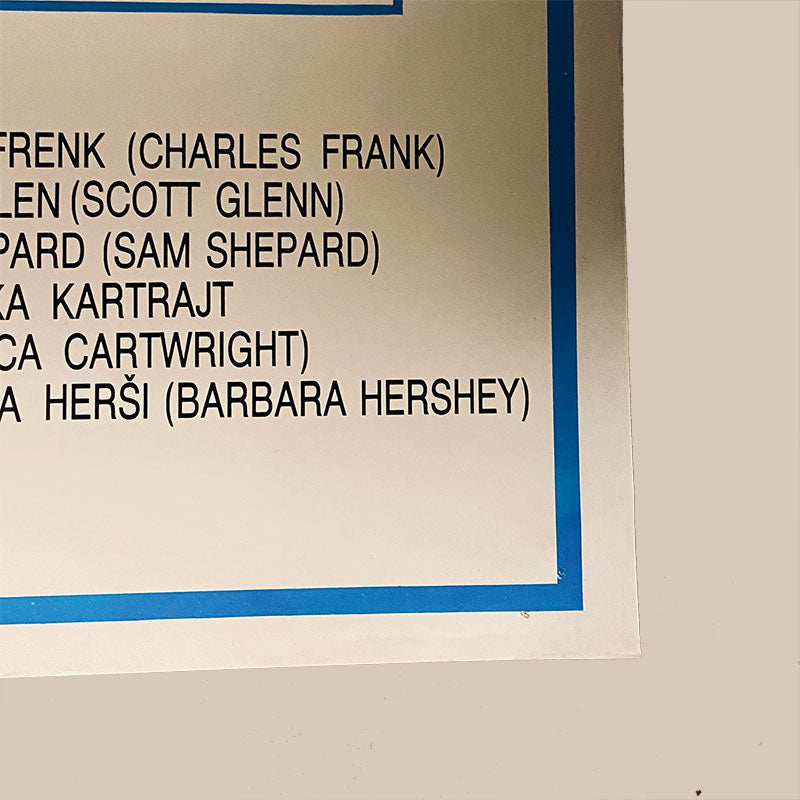 FRENK (CHARLES FRANK)
LEN (SCOTT GLENN)
PARD (SAM SHEPARD)
KA KARTRAJT
CA CARTWRIGHT)
A HERŠI (BARBARA HERSHEY)